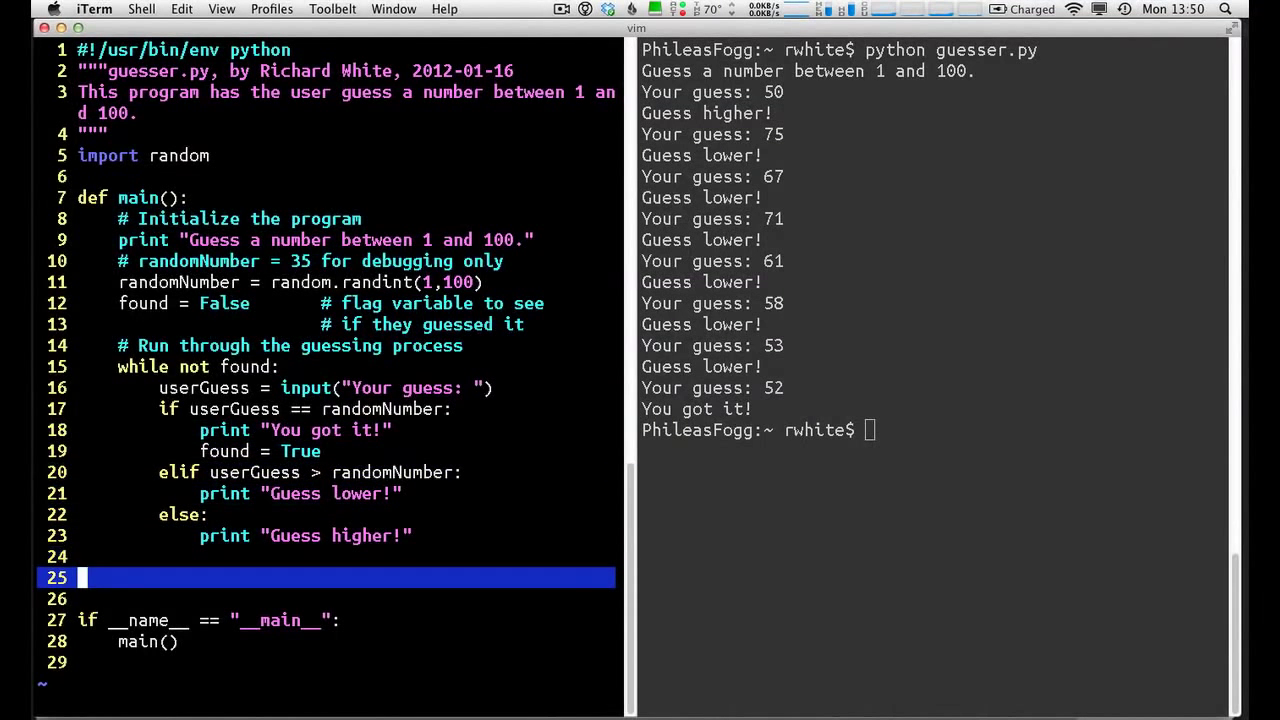 iTerm Shell Edit View Profiles Toolbelt Window Help 70° 0.0KB/s 0.0KB/s Charged Mon 13:50
vim
1 #!/usr/bin/env python
2 """guesser.py, by Richard White, 2012-01-16
3 This program has the user guess a number between 1 an
d 100.
4 """
5 import random
6
7 def main():
8 # Initialize the program
9 print "Guess a number between 1 and 100."
10 # randomNumber = 35 for debugging only
11 randomNumber = random.randint(1,100)
12 found = False # flag variable to see
13 # if they guessed it
14 # Run through the guessing process
15 while not found:
16 userGuess = input("Your guess: ")
17 if userGuess == randomNumber:
18 print "You got it!"
19 found = True
20 elif userGuess > randomNumber:
21 print "Guess lower!"
22 else:
23 print "Guess higher!"
24
25
26
27 if __name__ == "__main__":
28 main()
29
~
PhileasFogg:~ rwhite$ python guesser.py
Guess a number between 1 and 100.
Your guess: 50
Guess higher!
Your guess: 75
Guess lower!
Your guess: 67
Guess lower!
Your guess: 71
Guess lower!
Your guess: 61
Guess lower!
Your guess: 58
Guess lower!
Your guess: 53
Guess lower!
Your guess: 52
You got it!
PhileasFogg:~ rwhite$